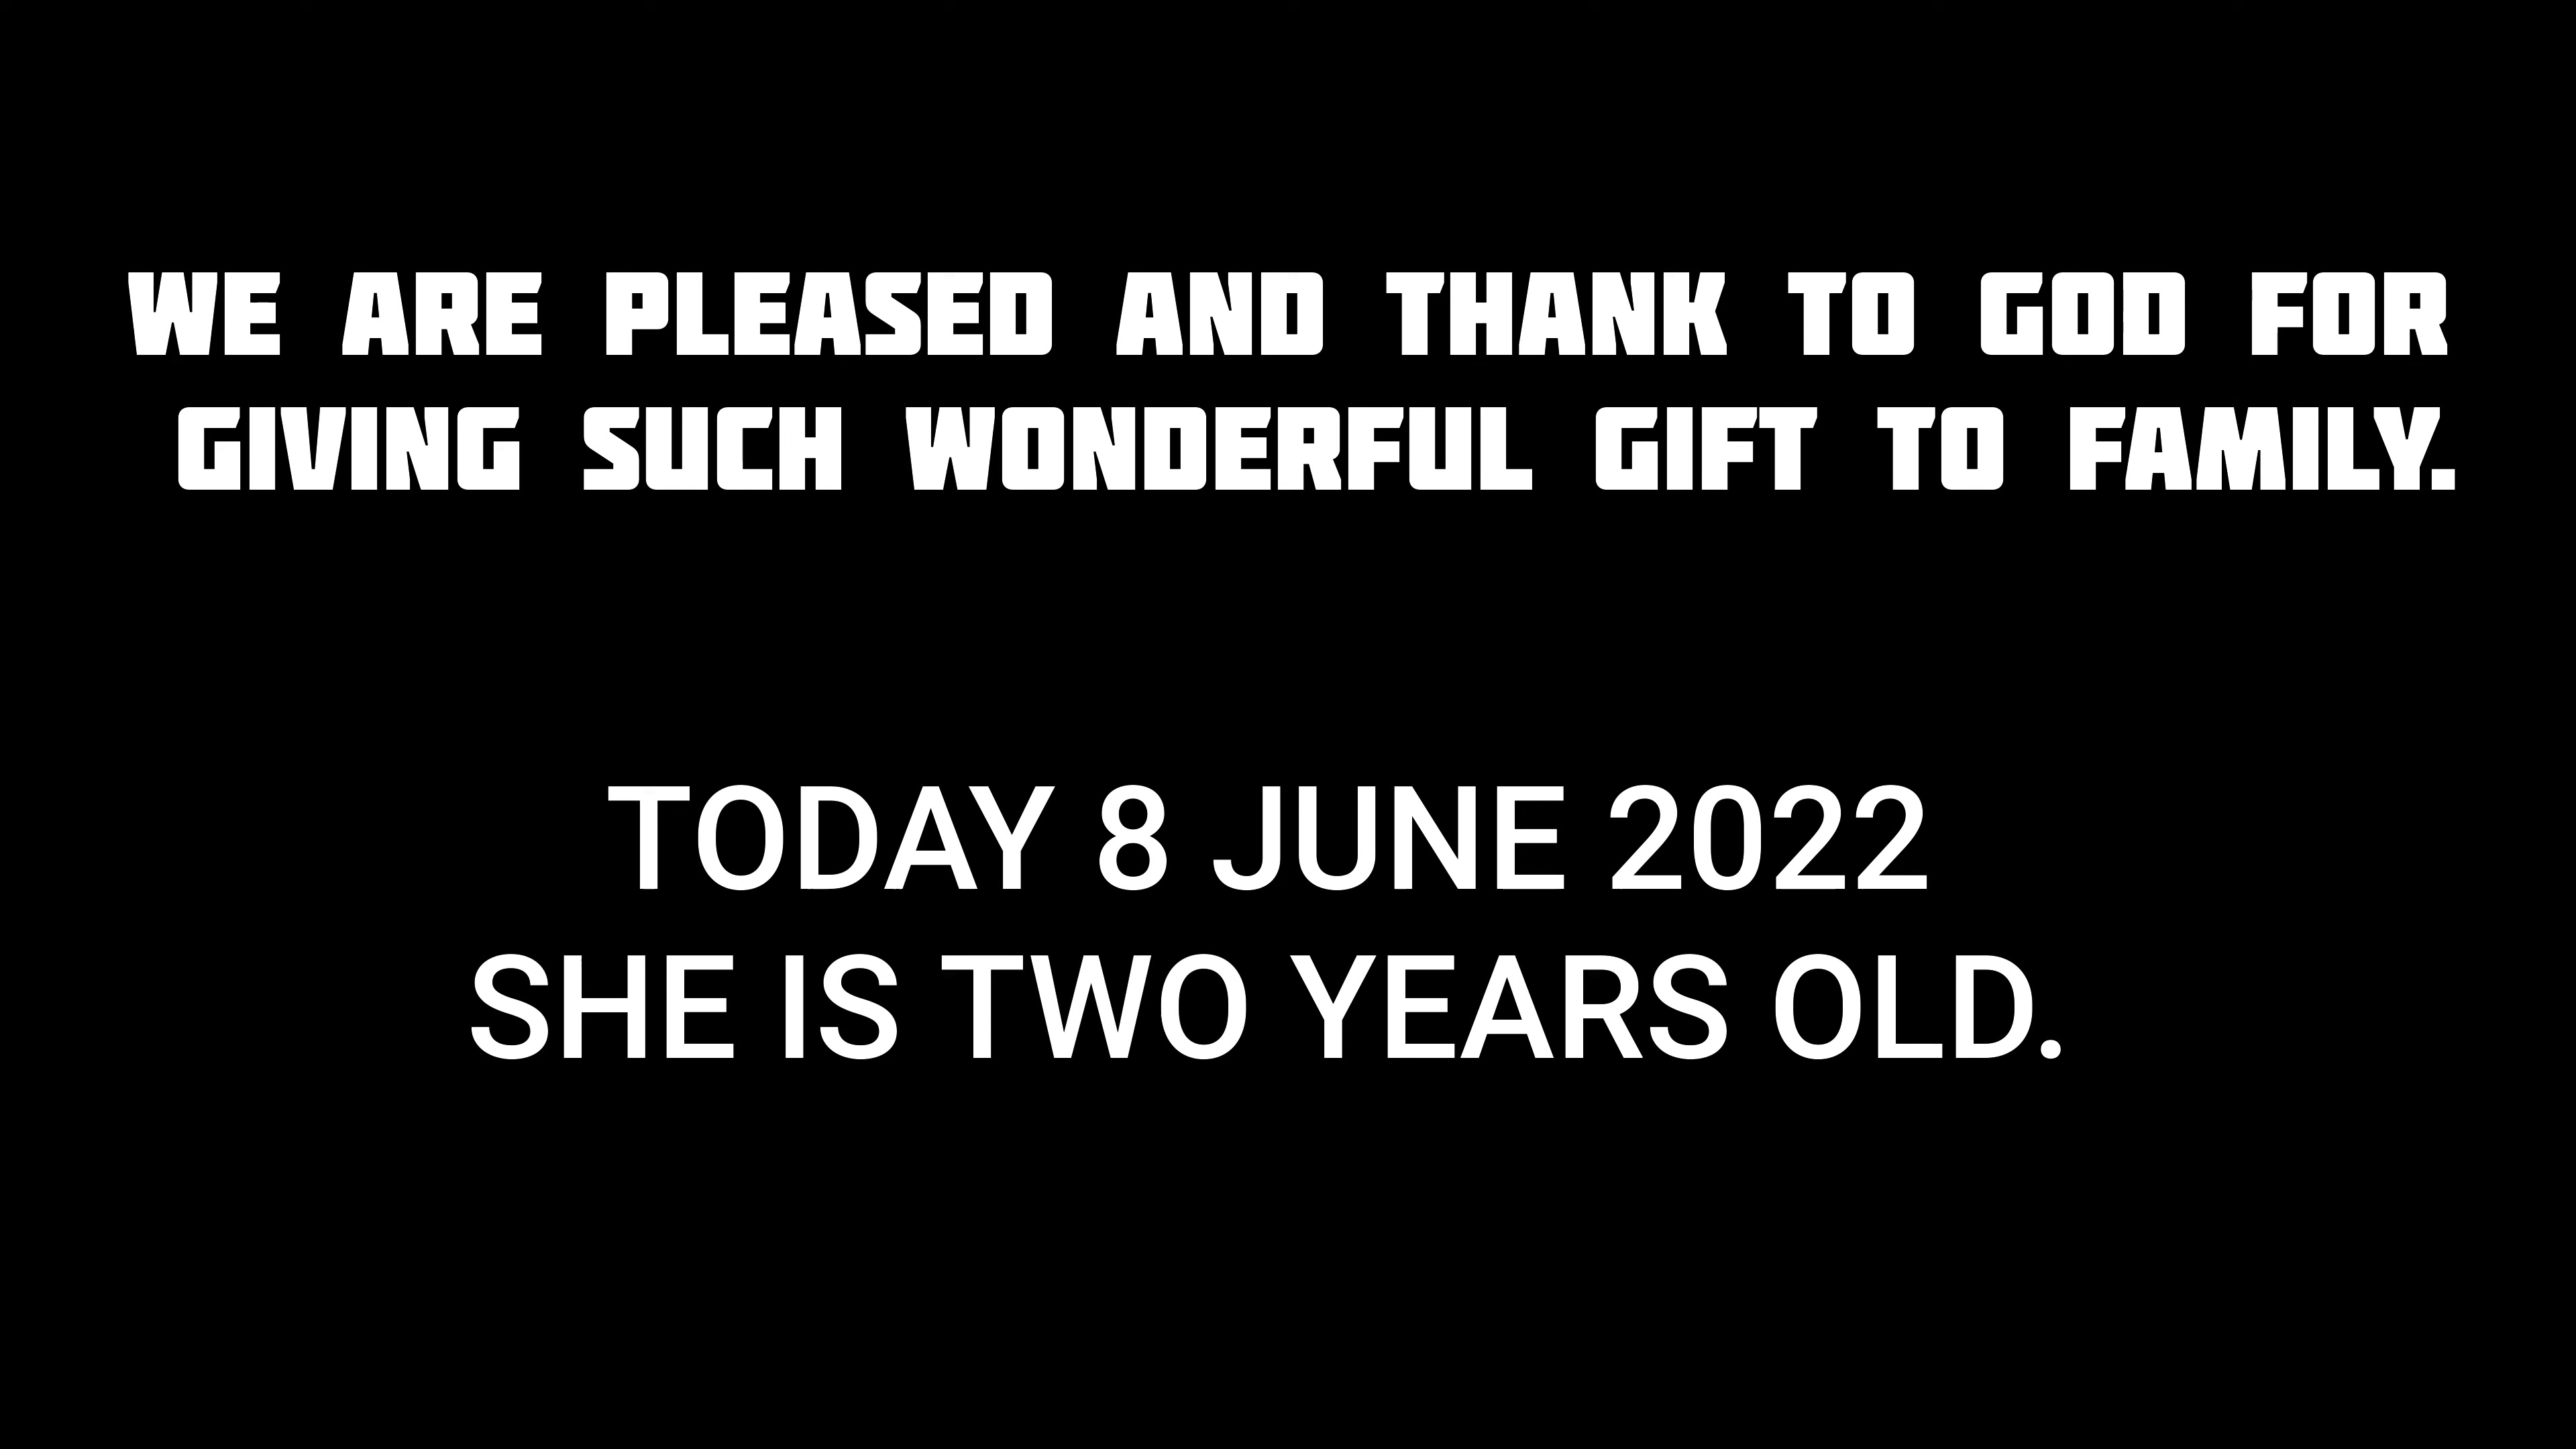 WE ARE PLEASED AND THANK TO GOD FOR
GIVING SUCH WONDERFUL GIFT TO FAMILY.
TODAY 8 JUNE 2022
SHE IS TWO YEARS OLD.